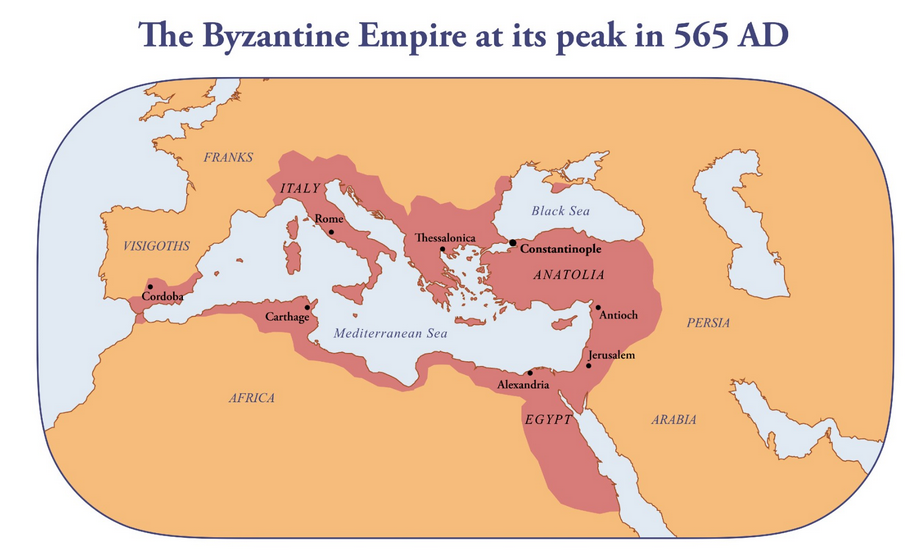 The Byzantine Empire at its peak in 565 AD
FRANKS
ITALY
Black Sea
Rome
Thessalonica
VISIGOTHS
Constantinople
ANATOLIA
Cordoba
Carthage
Antioch
PERSIA
Mediterranean Sea
Jerusalem
Alexandria
AFRICA
EGYPT
ARABIA